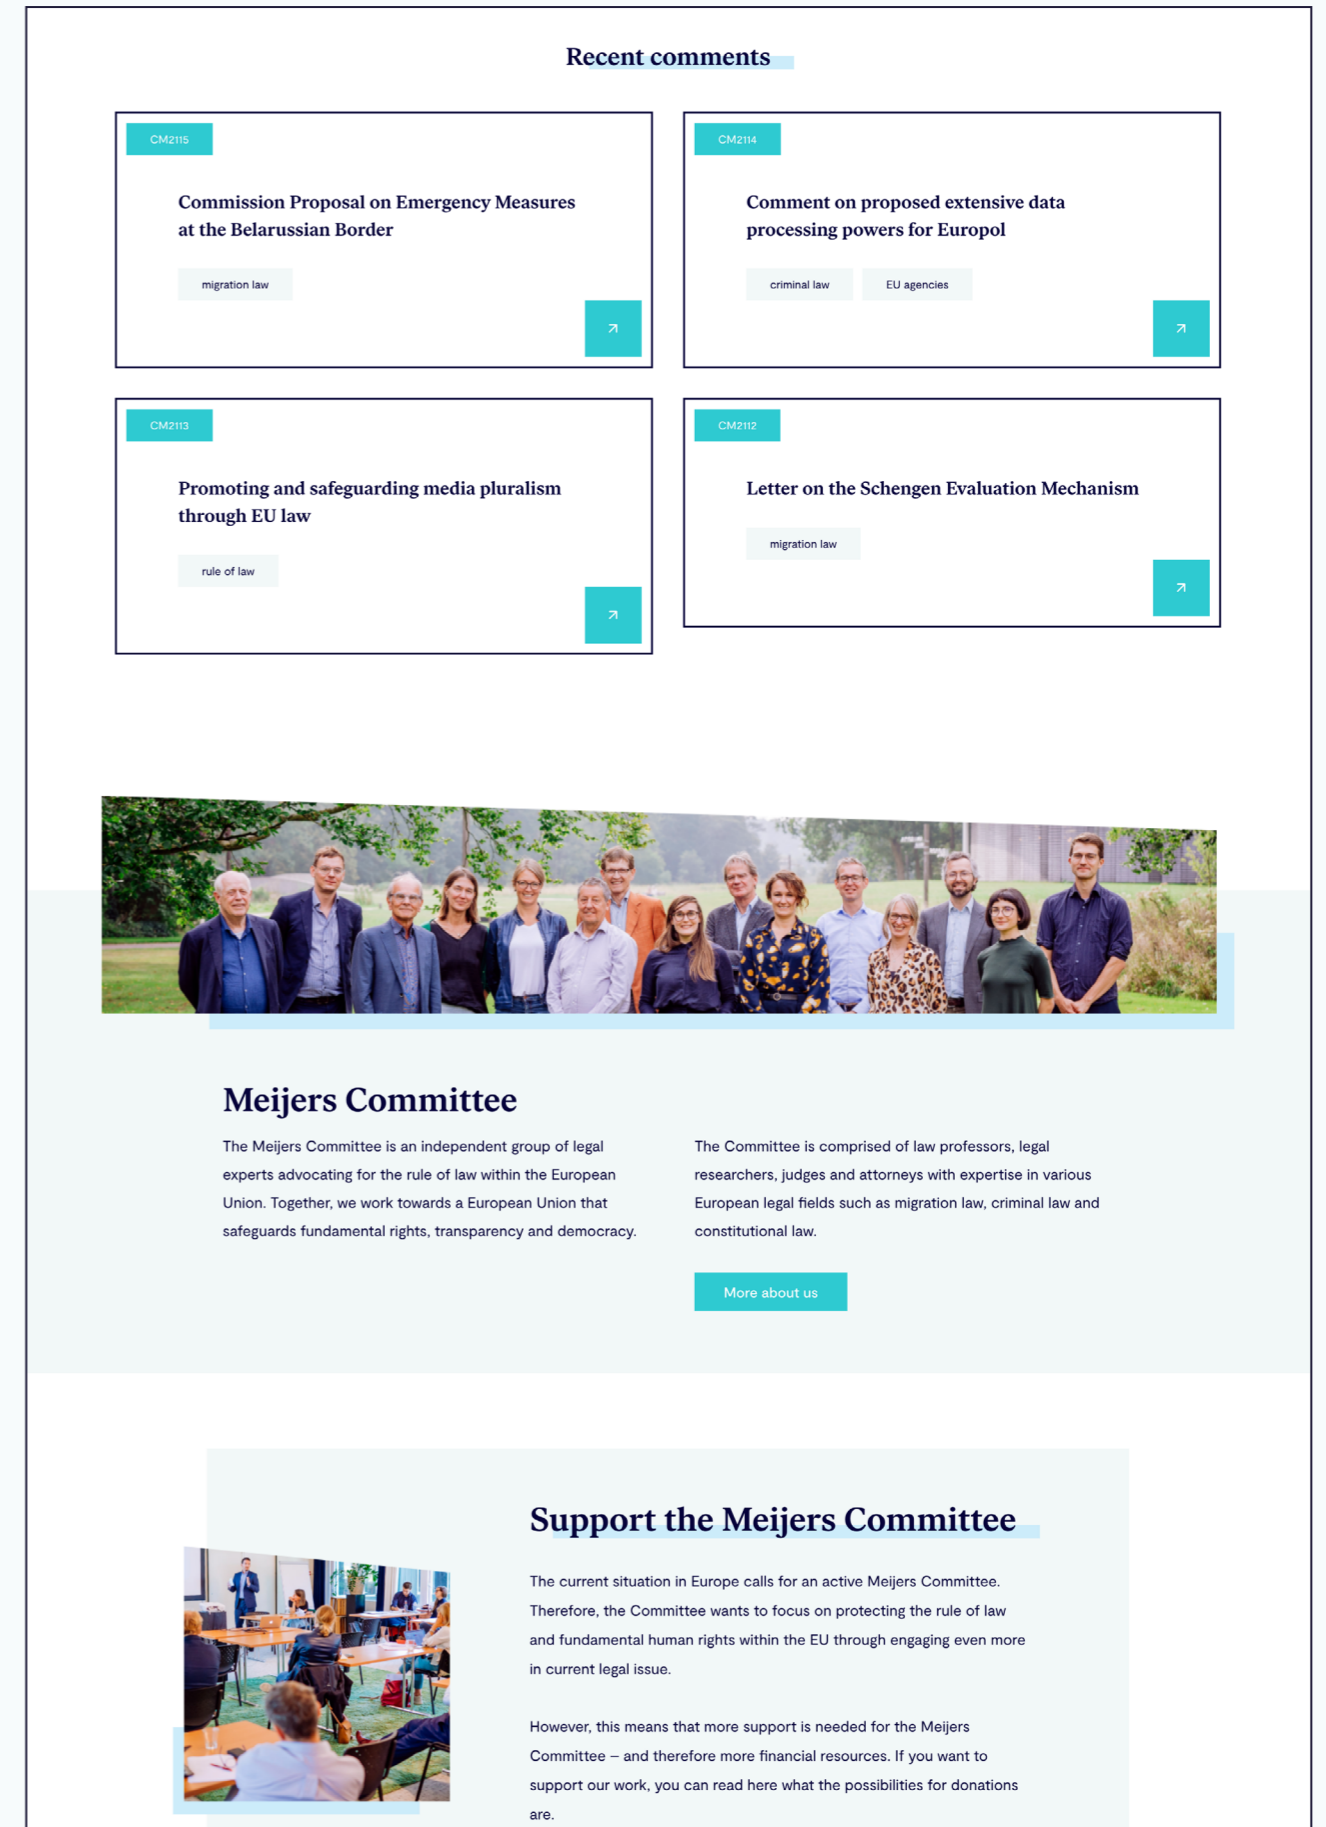 Recent comments
CM2115
Commission Proposal on Emergency Measures
at the Belarussian Border
migration law
CM2114
Comment on proposed extensive data
processing powers for Europol
criminal law
EU agencies
CM2113
Promoting and safeguarding media pluralism
through EU law
rule of law
CM2112
Letter on the Schengen Evaluation Mechanism
migration law
Meijers Committee
The Meijers Committee is an independent group of legal
experts advocating for the rule of law within the European
Union. Together, we work towards a European Union that
safeguards fundamental rights, transparency and democracy.
The Committee is comprised of law professors, legal
researchers, judges and attorneys with expertise in various
European legal fields such as migration law, criminal law and
constitutional law.
More about us
Support the Meijers Committee
The current situation in Europe calls for an active Meijers Committee.
Therefore, the Committee wants to focus on protecting the rule of law
and fundamental human rights within the EU through engaging even more
in current legal issue.
However, this means that more support is needed for the Meijers
Committee – and therefore more financial resources. If you want to
support our work, you can read here what the possibilities for donations
are.